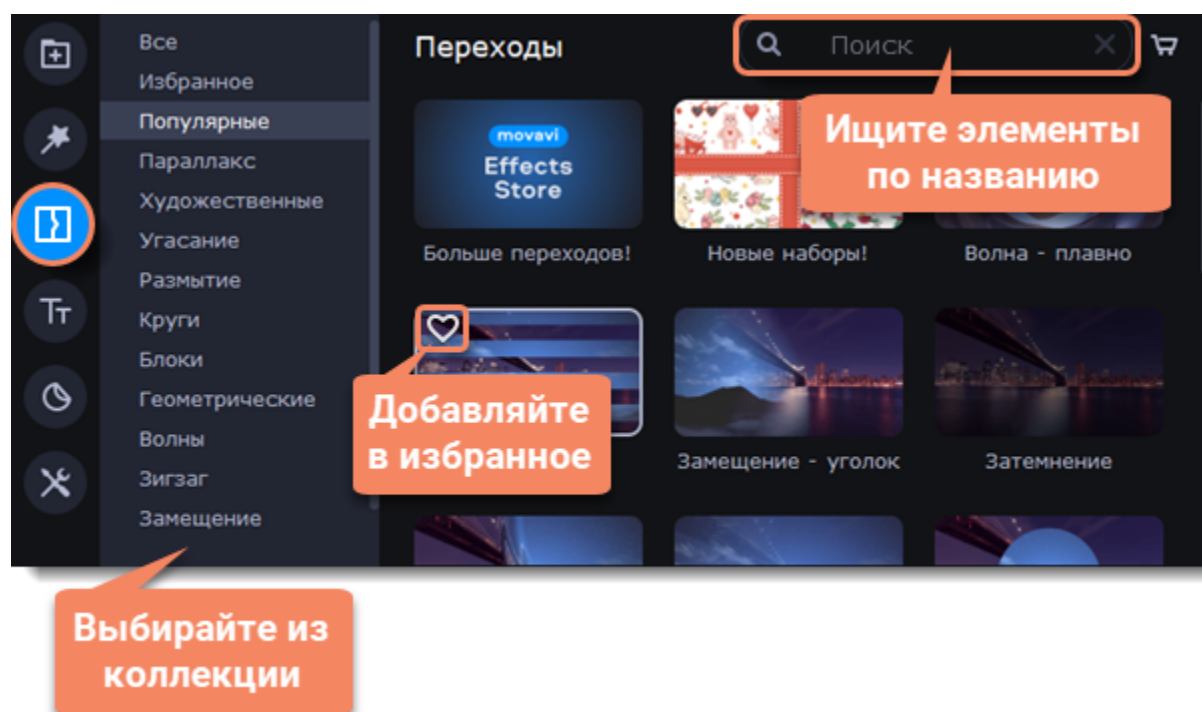 Все
Избранное
Популярные
Параллакс
Художественные
Угасание
Размытие
Круги
Блоки
Геометрические
Волны
Зигзаг
Замещение
Переходы
Поиск
Ищите элементы
по названию
movavi
Effects
Store
Больше переходов!
Новые наборы!
Волна - плавно
Добавляйте
в избранное
Замещение - уголок
Затемнение
Выбирайте из
коллекции
Тт